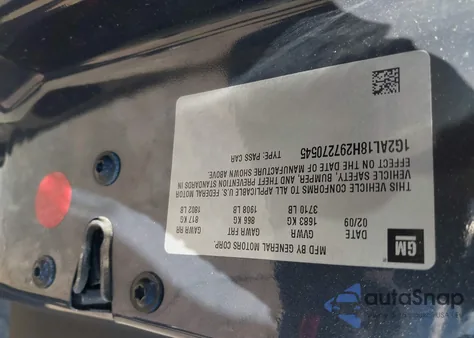 GM
MFD BY GENERAL MOTORS CORP.
DATE GVWR GAWR FRT GAWR RR
02/09 1683 KG 866 KG 817 KG
3710 LB 1908 LB 1802 LB
THIS VEHICLE CONFORMS TO ALL APPLICABLE U.S. FEDERAL MOTOR
VEHICLE SAFETY, BUMPER, AND THEFT PREVENTION STANDARDS IN
EFFECT ON THE DATE OF MANUFACTURE SHOWN ABOVE.
1G2AL18H297270545 TYPE: PASS CAR
autoSnap